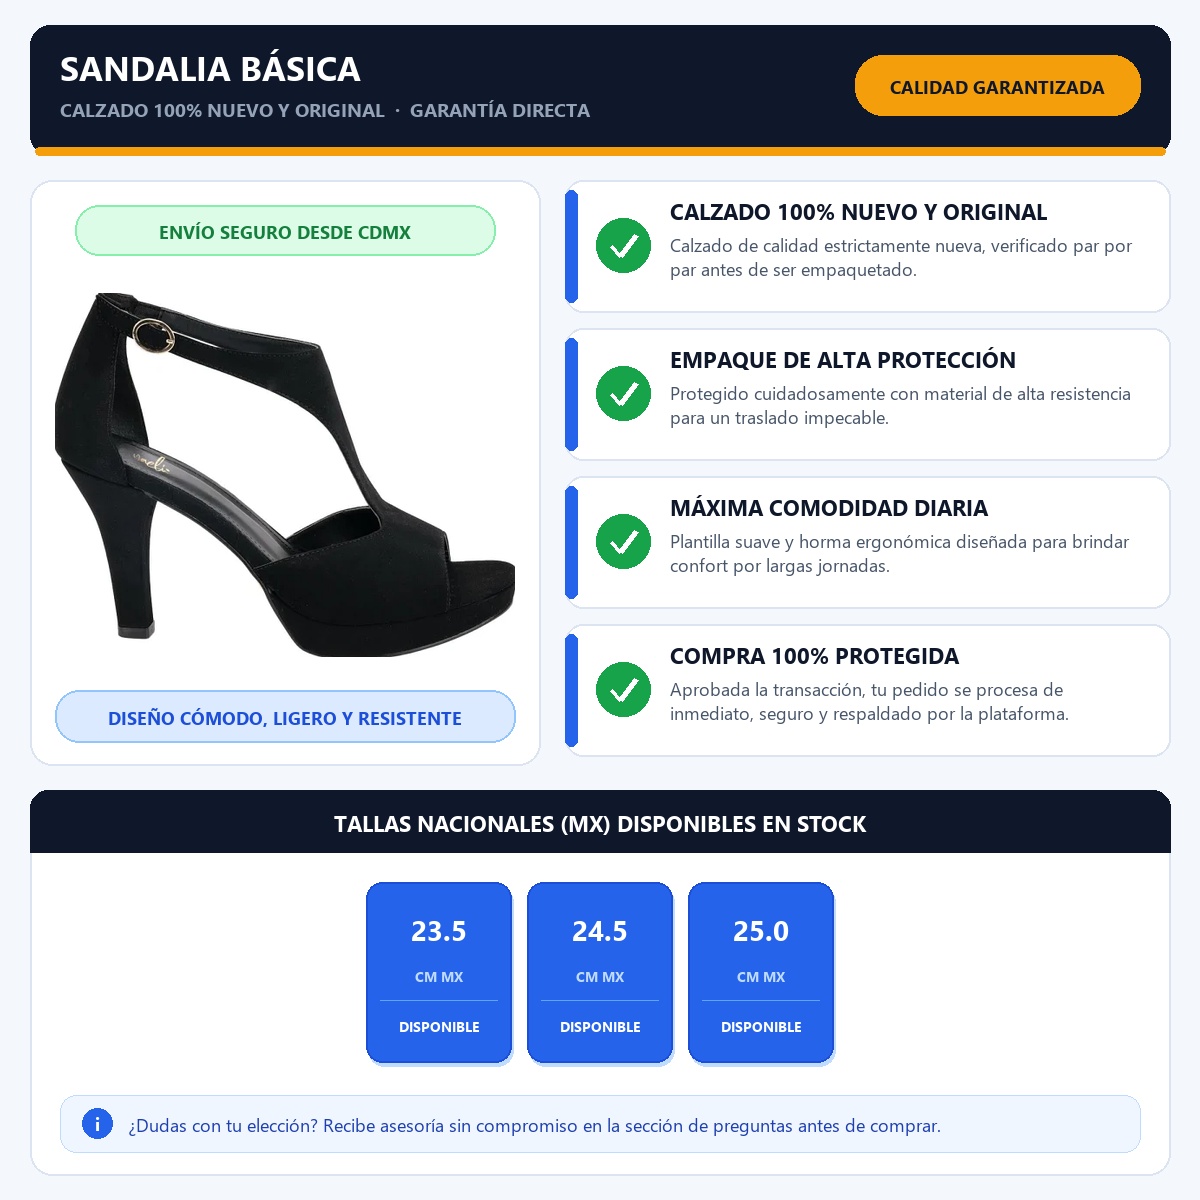 SANDALIA BÁSICA
CALZADO 100% NUEVO Y ORIGINAL · GARANTÍA DIRECTA
CALIDAD GARANTIZADA
ENVÍO SEGURO DESDE CDMX
DISEÑO CÓMODO, LIGERO Y RESISTENTE
CALZADO 100% NUEVO Y ORIGINAL
Calzado de calidad estrictamente nueva, verificado par por
par antes de ser empaquetado.
EMPAQUE DE ALTA PROTECCIÓN
Protegido cuidadosamente con material de alta resistencia
para un traslado impecable.
MÁXIMA COMODIDAD DIARIA
Plantilla suave y horma ergonómica diseñada para brindar
confort por largas jornadas.
COMPRA 100% PROTEGIDA
Aprobada la transacción, tu pedido se procesa de
inmediato, seguro y respaldado por la plataforma.
TALLAS NACIONALES (MX) DISPONIBLES EN STOCK
23.5
CM MX
DISPONIBLE
24.5
CM MX
DISPONIBLE
25.0
CM MX
DISPONIBLE
¿Dudas con tu elección? Recibe asesoría sin compromiso en la sección de preguntas antes de comprar.